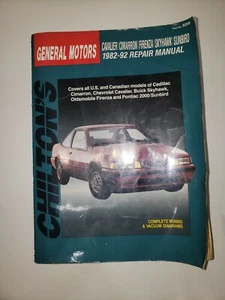 GENERAL MOTORS
CAVALIER CIMARRON FIRENZA SKYHAWK SUNBIRD
1982-92 REPAIR MANUAL
Covers all U.S. and Canadian models of Cadillac
Cimarron, Chevrolet Cavalier, Buick Skyhawk,
Oldsmobile Firenza and Pontiac 2000/Sunbird
CHILTON'S
COMPLETE WIRING
& VACUUM DIAGRAMS